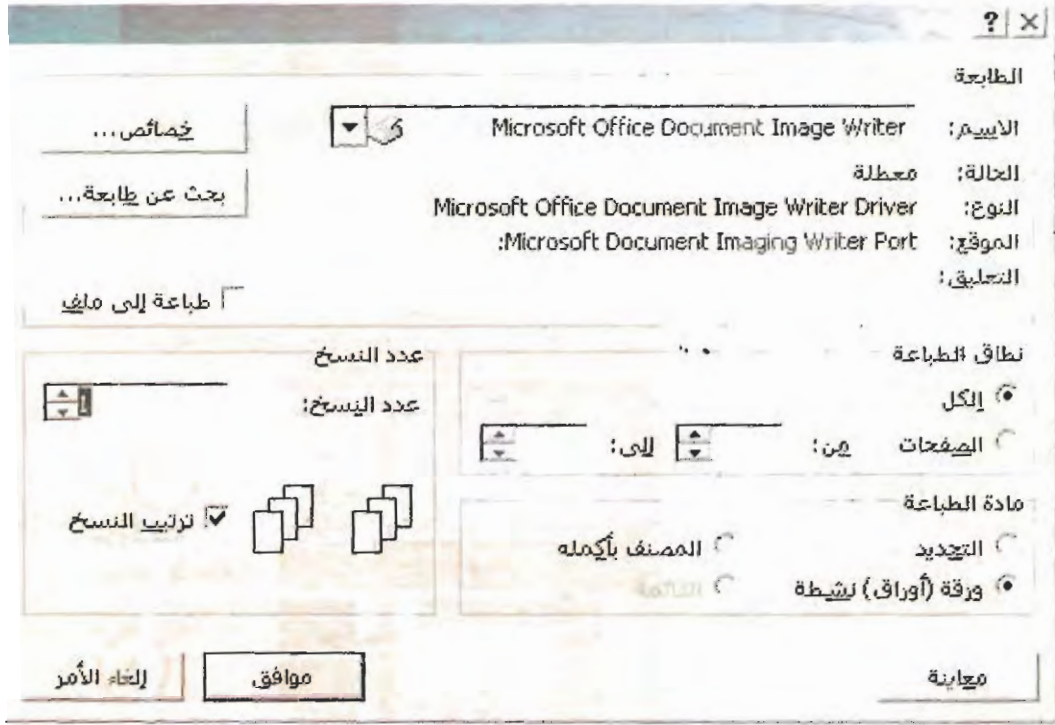 الطابعة
الاسم: Microsoft Office Document Image Writer
خصائص...
الحالة: معطلة
بحث عن طابعة...
النوع: Microsoft Office Document Image Writer Driver
الموقع: Microsoft Document Imaging Writer Port:
التعليق:
طباعة إلى ملف
نطاق الطباعة
الكل
الصفحات من: إلى:
عدد النسخ
عدد النسخ: 1
ترتيب النسخ
مادة الطباعة
التحديد المصنف بأكمله
ورقة (أوراق) نشطة
معاينة
موافق
إلغاء الأمر